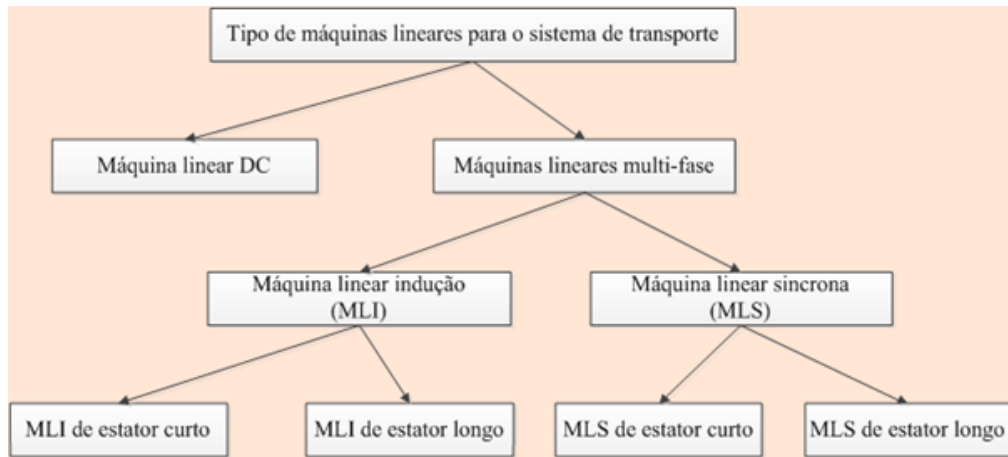 Tipo de máquinas lineares para o sistema de transporte
Máquina linear DC
Máquinas lineares multi-fase
Máquina linear indução
(MLI)
Máquina linear sincrona
(MLS)
MLI de estator curto
MLI de estator longo
MLS de estator curto
MLS de estator longo